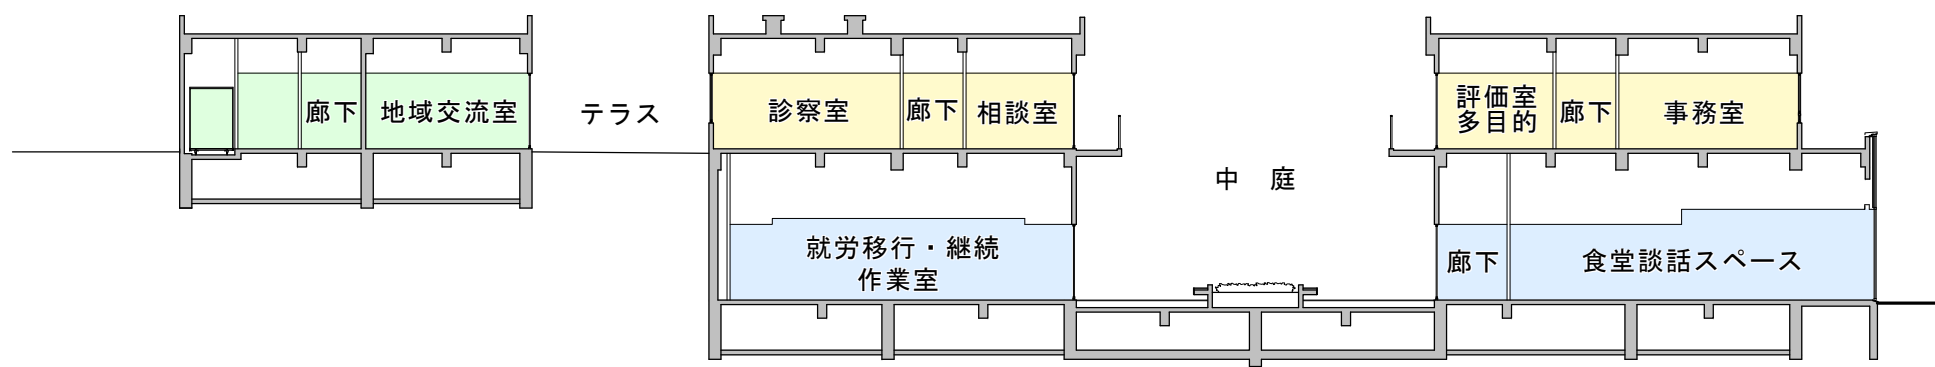 廊下
地域交流室
テラス
診察室
廊下
相談室
評価室
多目的
廊下
事務室
中 庭
就労移行・継続
作業室
廊下
食堂談話スペース